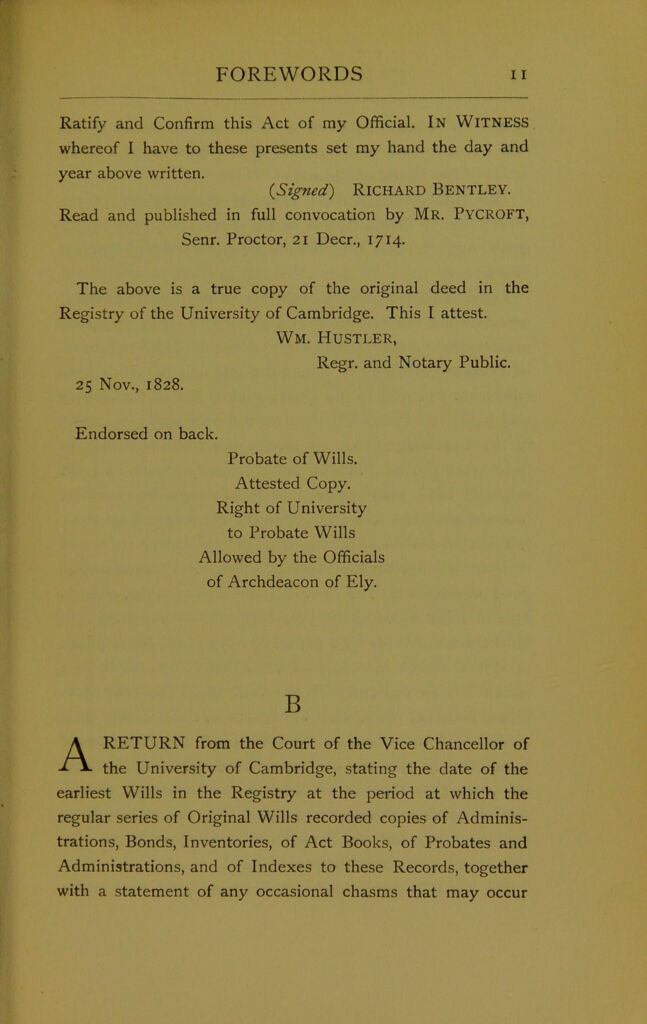 FOREWORDS 11
Ratify and Confirm this Act of my Official. IN WITNESS
whereof I have to these presents set my hand the day and
year above written.
(Signed) RICHARD BENTLEY.
Read and published in full convocation by MR. PYCROFT,
Senr. Proctor, 21 Decr., 1714.
The above is a true copy of the original deed in the
Registry of the University of Cambridge. This I attest.
WM. HUSTLER,
Regr. and Notary Public.
25 Nov., 1828.
Endorsed on back.
Probate of Wills.
Attested Copy.
Right of University
to Probate Wills
Allowed by the Officials
of Archdeacon of Ely.
B
A RETURN from the Court of the Vice Chancellor of
the University of Cambridge, stating the date of the
earliest Wills in the Registry at the period at which the
regular series of Original Wills recorded copies of Adminis-
trations, Bonds, Inventories, of Act Books, of Probates and
Administrations, and of Indexes to these Records, together
with a statement of any occasional chasms that may occur